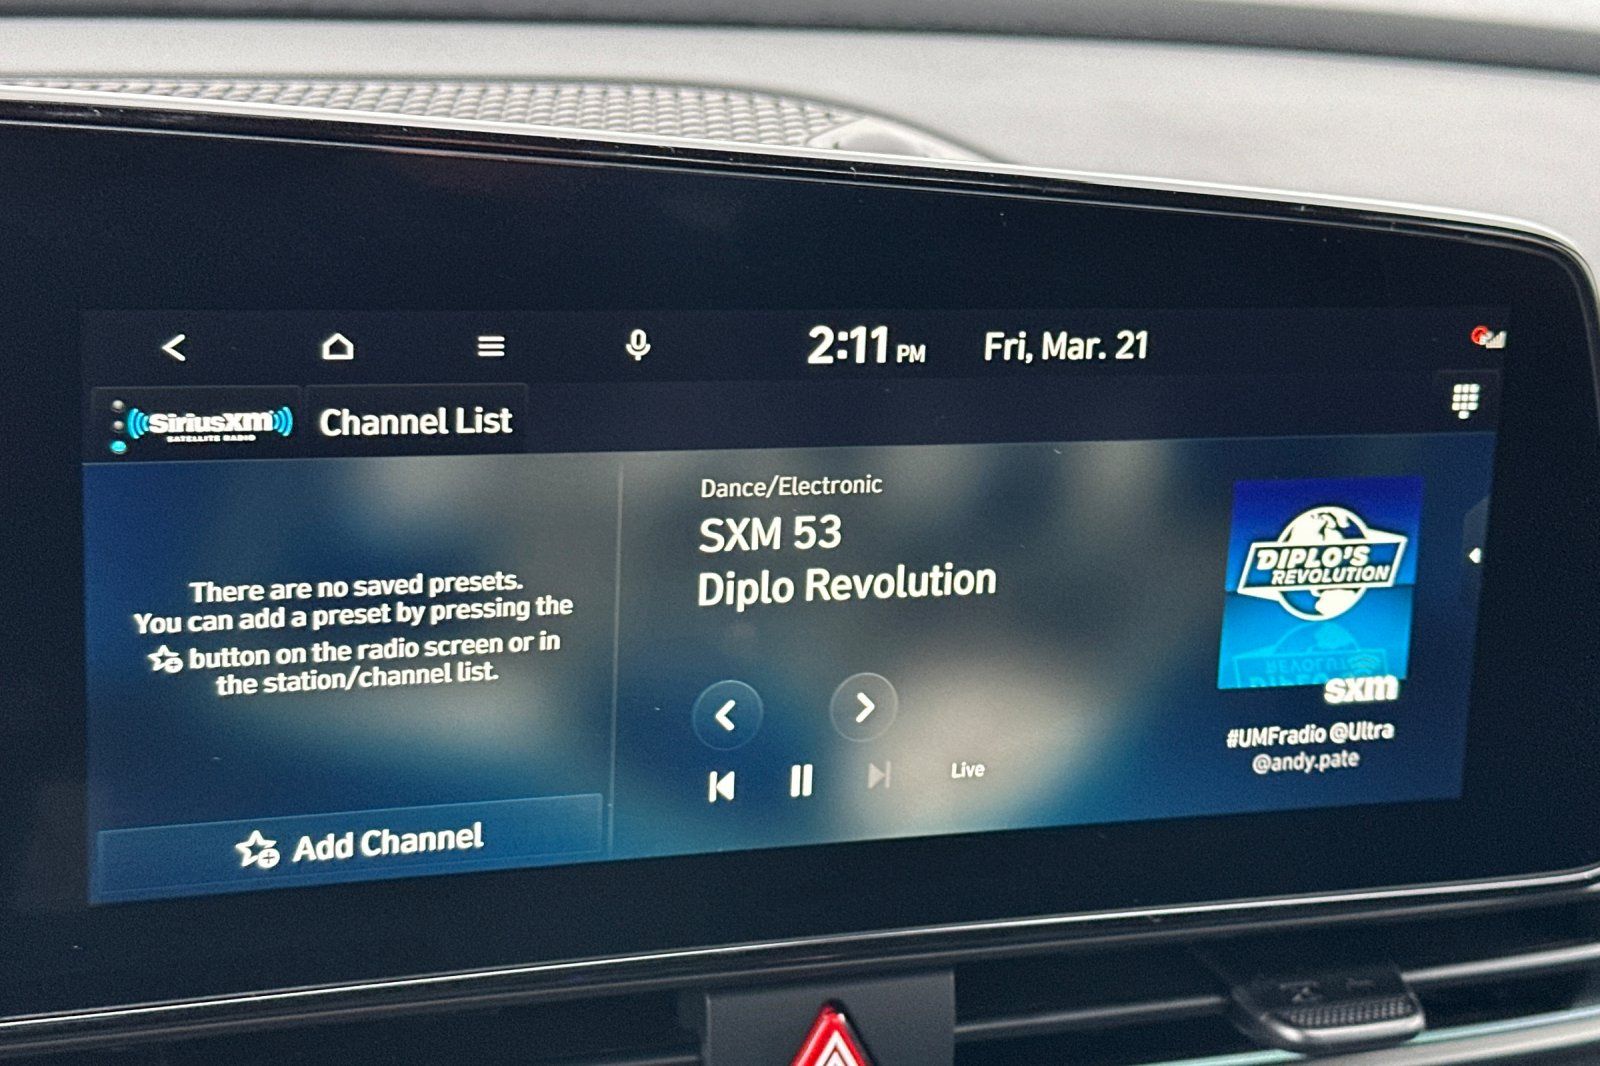 2:11 PM Fri, Mar. 21
SiriusXM Channel List
SATELLITE RADIO
There are no saved presets.
You can add a preset by pressing the
button on the radio screen or in
the station/channel list.
Add Channel
Dance/Electronic
SXM 53
Diplo Revolution
Live
DIPLO'S
REVOLUTION
REVOLUTION
sxm
#UMFradio @Ultra
@andy.pate